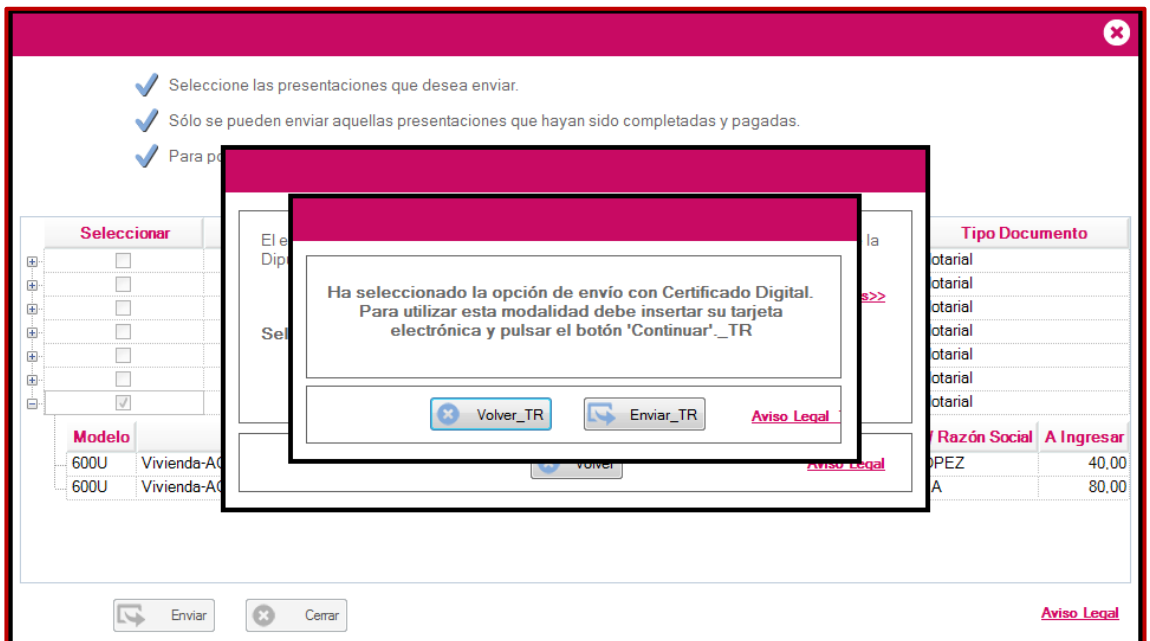 Seleccione las presentaciones que desea enviar.
Sólo se pueden enviar aquellas presentaciones que hayan sido completadas y pagadas.
Para
Seleccionar
Tipo Documento
El
la
Ha seleccionado la opción de envío con Certificado Digital.
Para utilizar esta modalidad debe insertar su tarjeta
electrónica y pulsar el botón 'Continuar'._TR
s>>
Sel
otarial
otarial
otarial
otarial
otarial
otarial
otarial
Volver_TR
Enviar_TR
Aviso Legal
Volver
Aviso Legal
Modelo
Razón Social
A Ingresar
600U
Vivienda-AC
OPEZ
40,00
600U
Vivienda-AC
A
80,00
Enviar
Cerrar
Aviso Legal